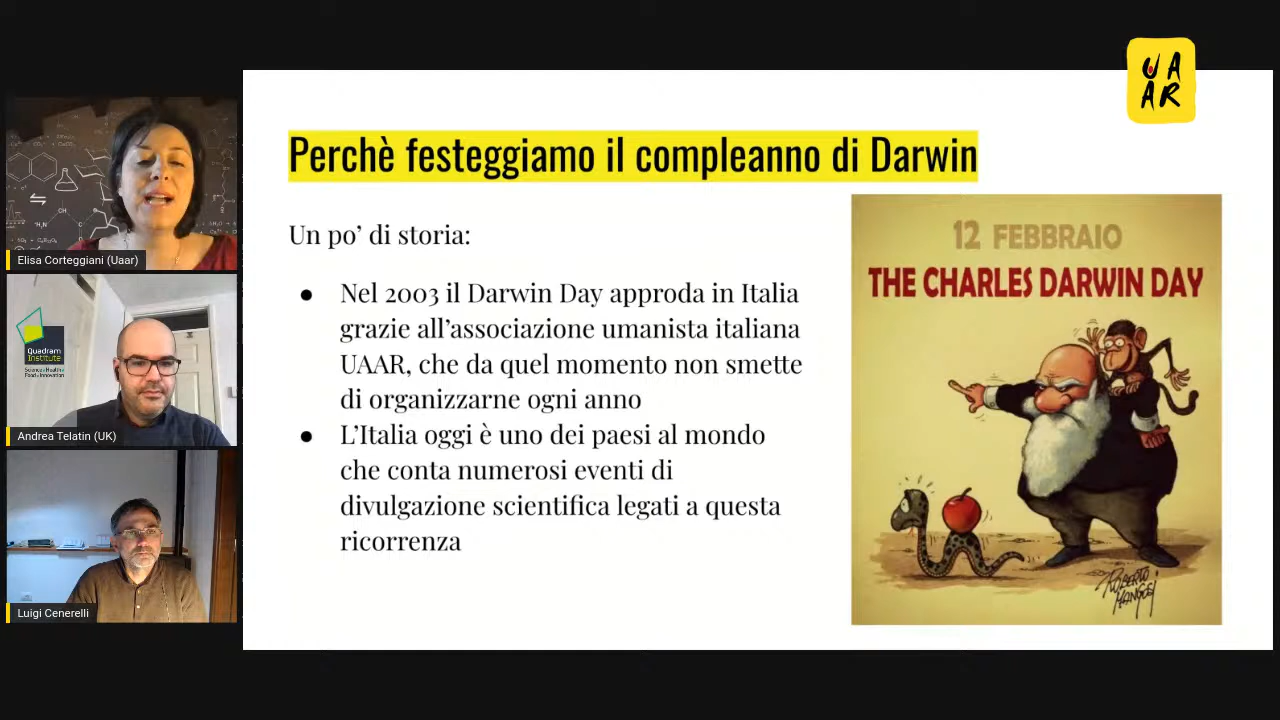 UA
AR
Perchè festeggiamo il compleanno di Darwin
Un po’ di storia:
● Nel 2003 il Darwin Day approda in Italia
grazie all’associazione umanista italiana
UAAR, che da quel momento non smette
di organizzarne ogni anno
● L’Italia oggi è uno dei paesi al mondo
che conta numerosi eventi di
divulgazione scientifica legati a questa
ricorrenza
12 FEBBRAIO
THE CHARLES DARWIN DAY
Elisa Corteggiani (Uaar)
Quadram
Institute
Science • Health
Food • Innovation
Andrea Telatin (UK)
Luigi Cenerelli